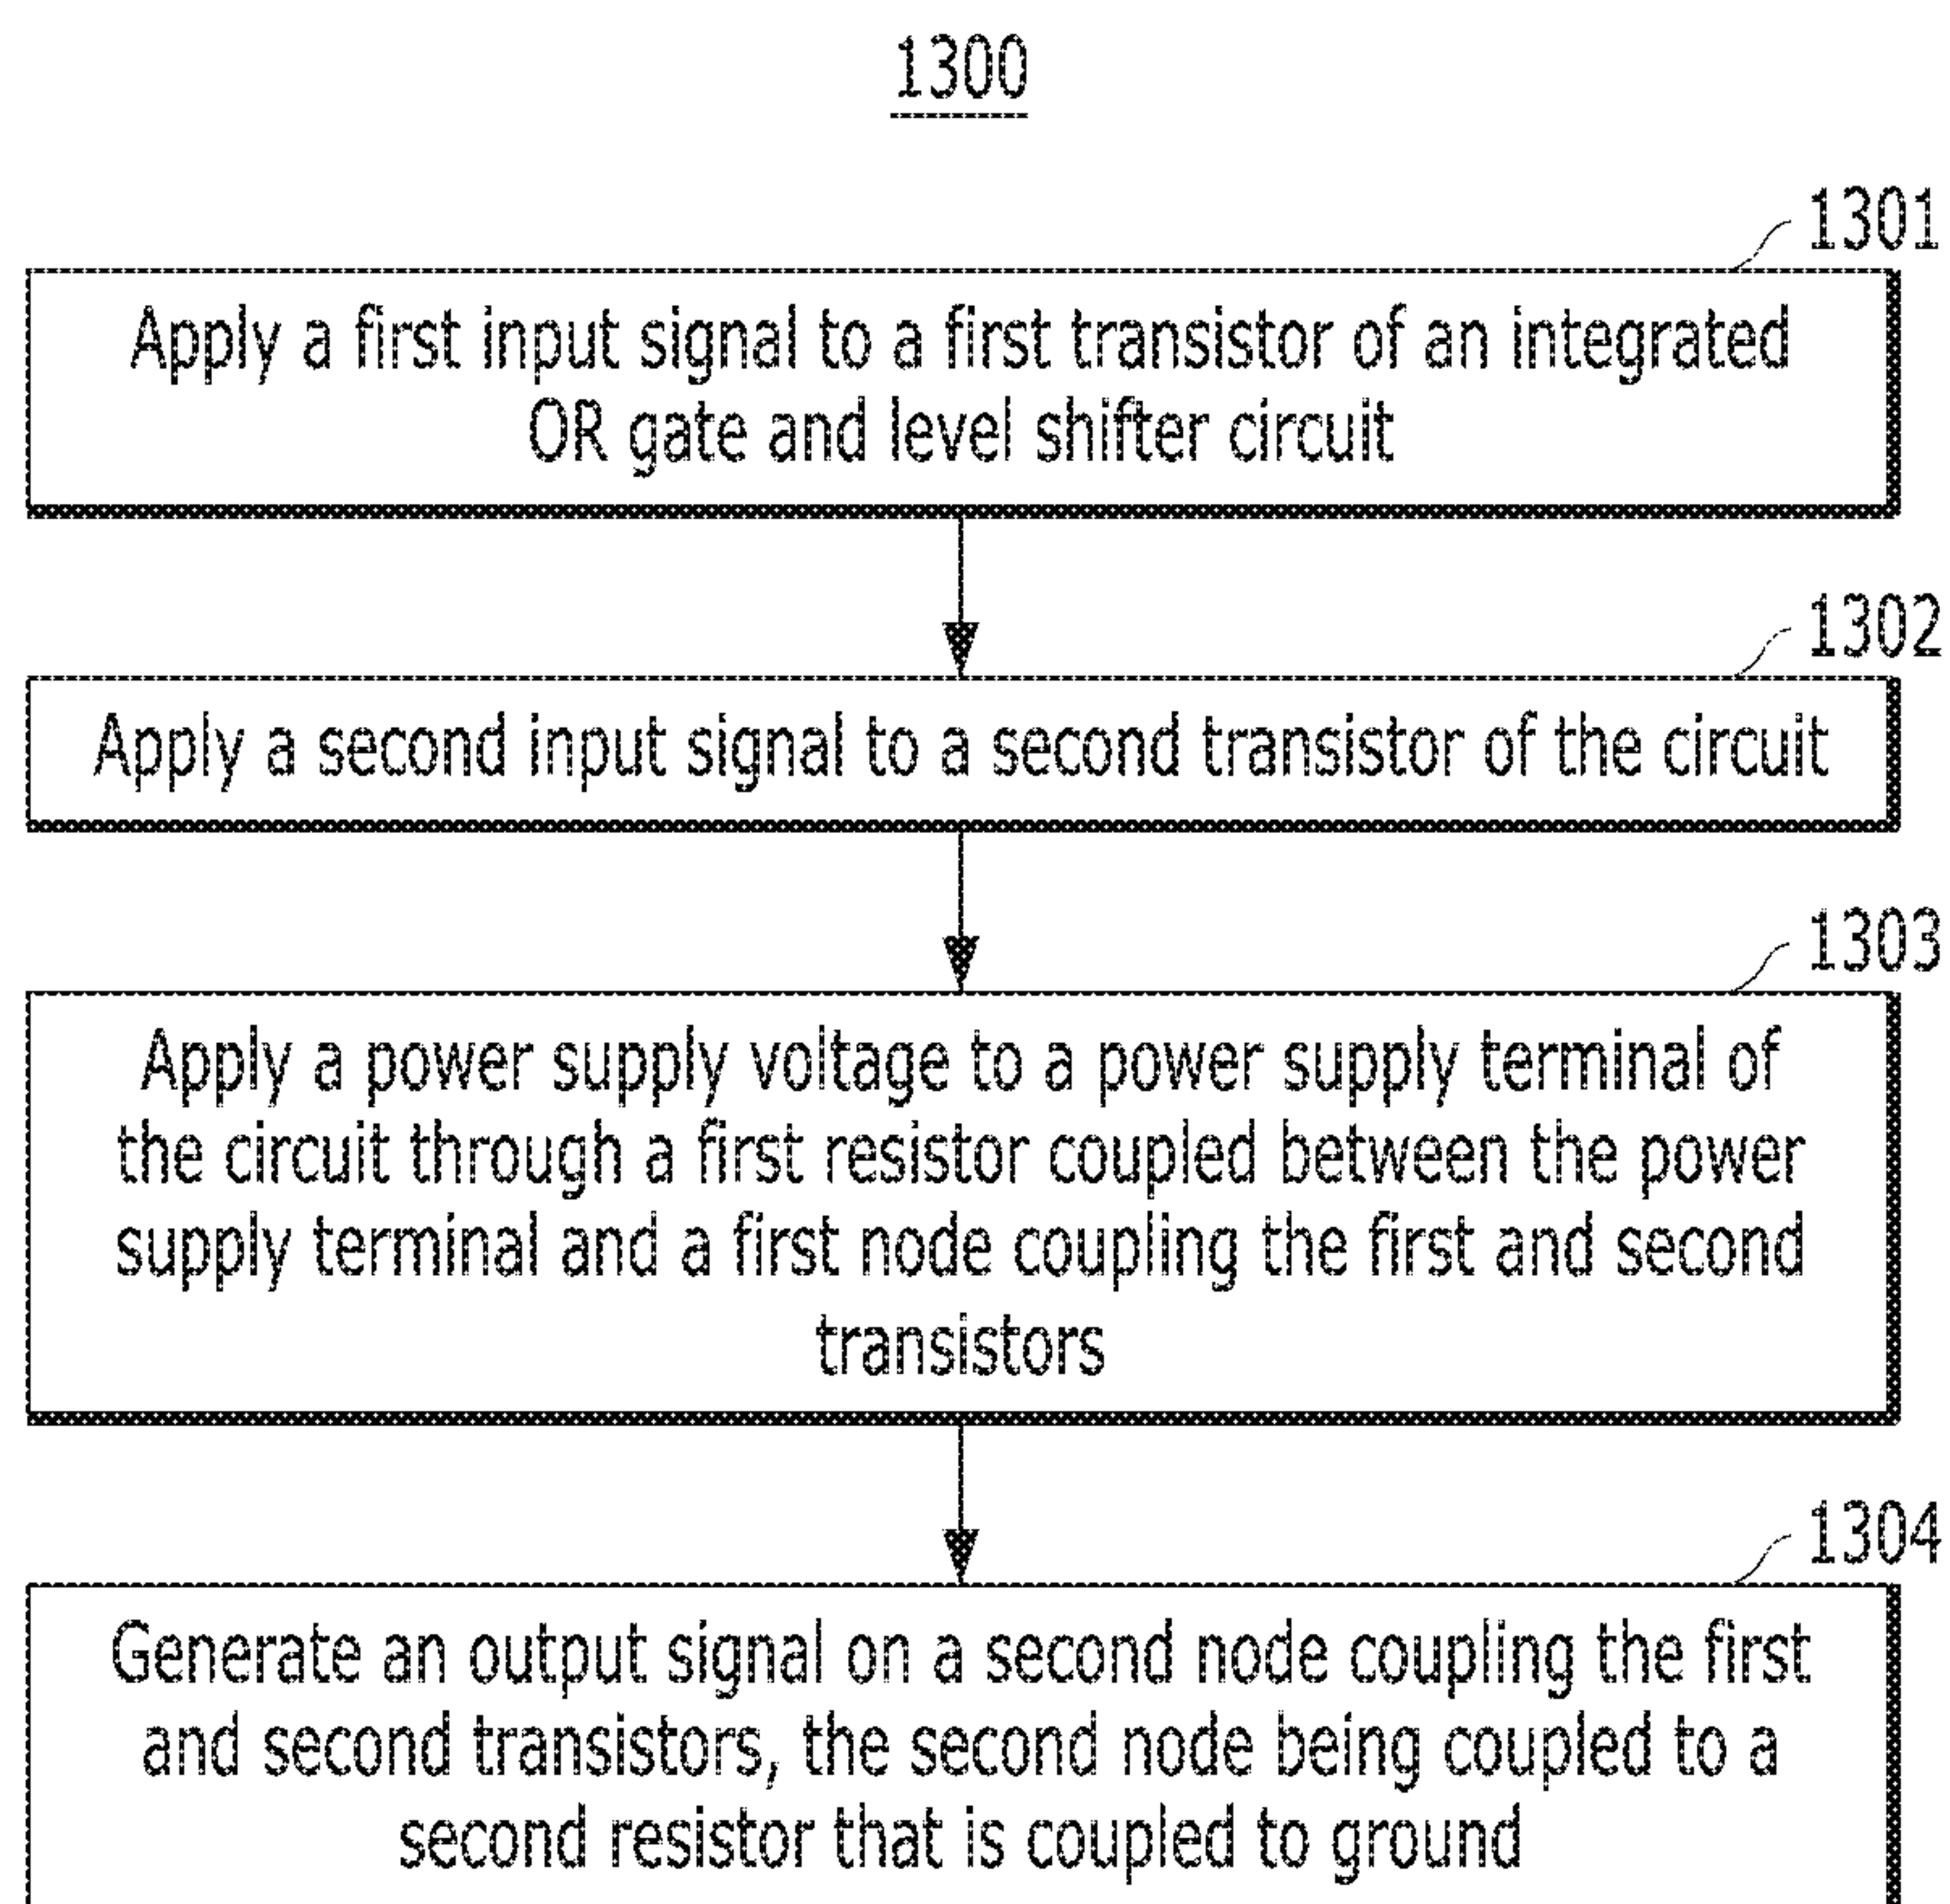 1300
1301
Apply a first input signal to a first transistor of an integrated
OR gate and level shifter circuit
1302
Apply a second input signal to a second transistor of the circuit
1303
Apply a power supply voltage to a power supply terminal of
the circuit through a first resistor coupled between the power
supply terminal and a first node coupling the first and second
transistors
1304
Generate an output signal on a second node coupling the first
and second transistors, the second node being coupled to a
second resistor that is coupled to ground